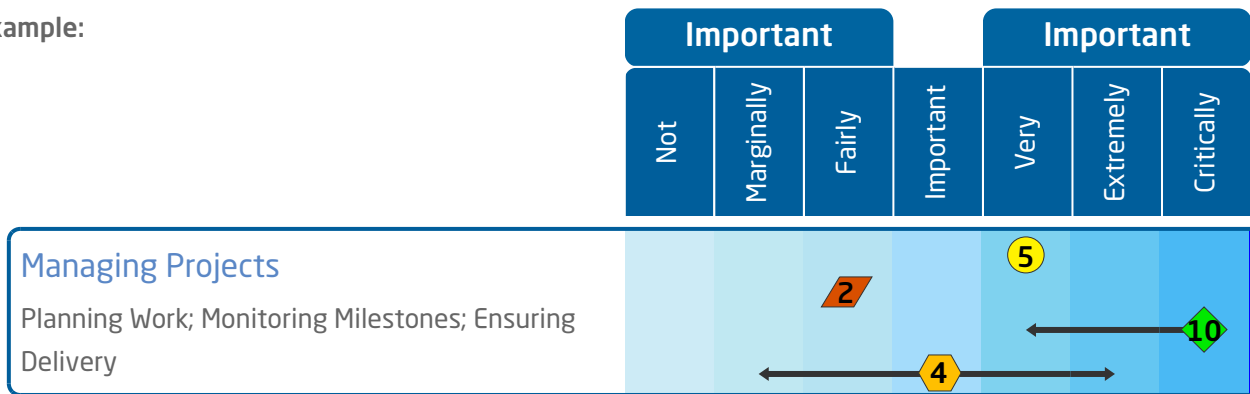 xample:
Important Important
Not Marginally Fairly Important Very Extremely Critically
Managing Projects
Planning Work; Monitoring Milestones; Ensuring
Delivery
5
2
10
4